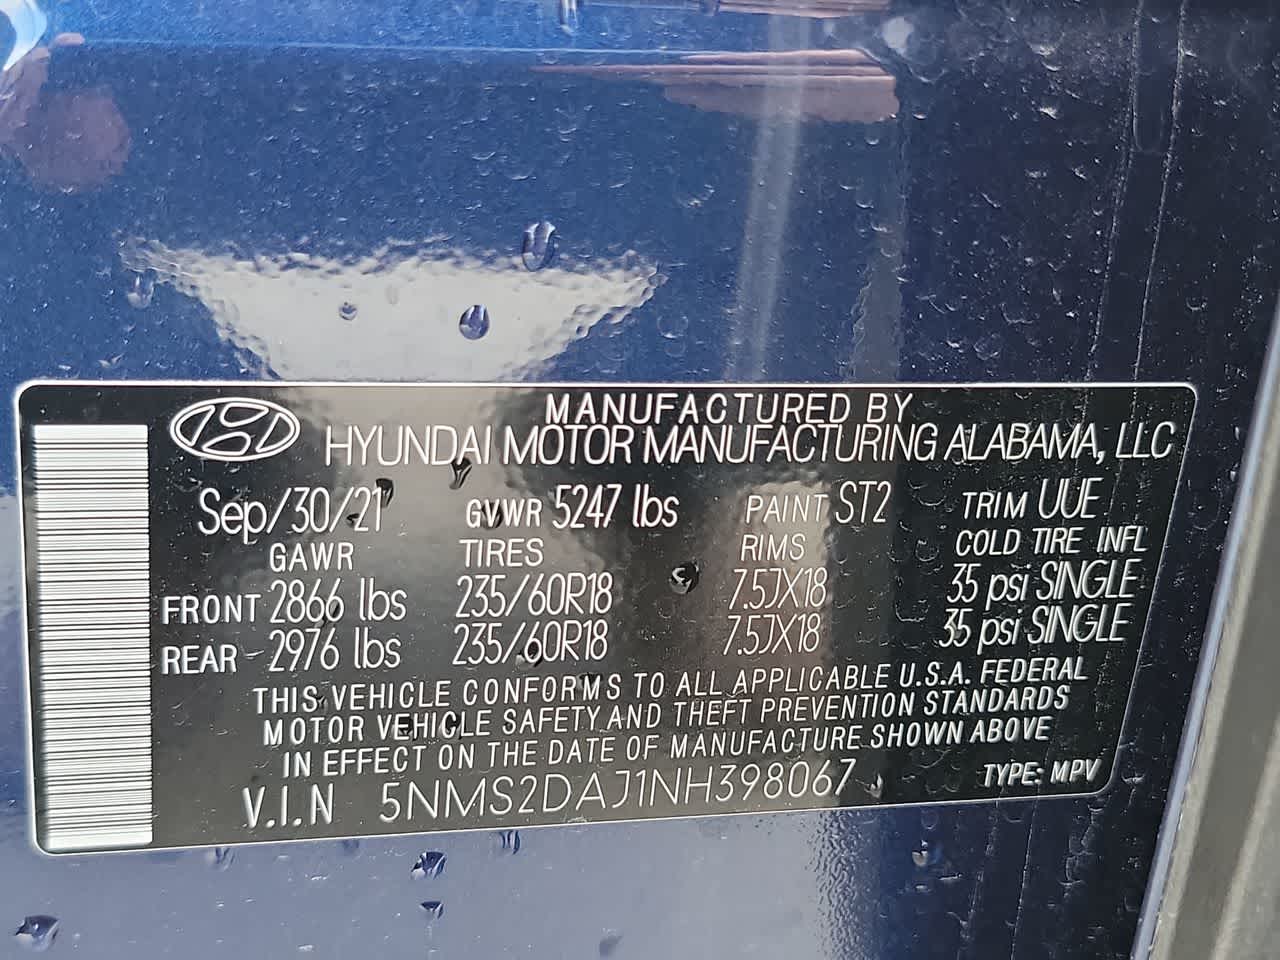 MANUFACTURED BY
HYUNDAI MOTOR MANUFACTURING ALABAMA, LLC
Sep/30/21 GVWR 5247 lbs PAINT ST2 TRIM UUE
GAWR TIRES RIMS COLD TIRE INFL
FRONT 2866 lbs 235/60R18 7.5JX18 35 psi SINGLE
REAR 2976 lbs 235/60R18 7.5JX18 35 psi SINGLE
THIS VEHICLE CONFORMS TO ALL APPLICABLE U.S.A. FEDERAL
MOTOR VEHICLE SAFETY AND THEFT PREVENTION STANDARDS
IN EFFECT ON THE DATE OF MANUFACTURE SHOWN ABOVE
V.I.N 5NMS2DAJ1NH398067 TYPE: MPV